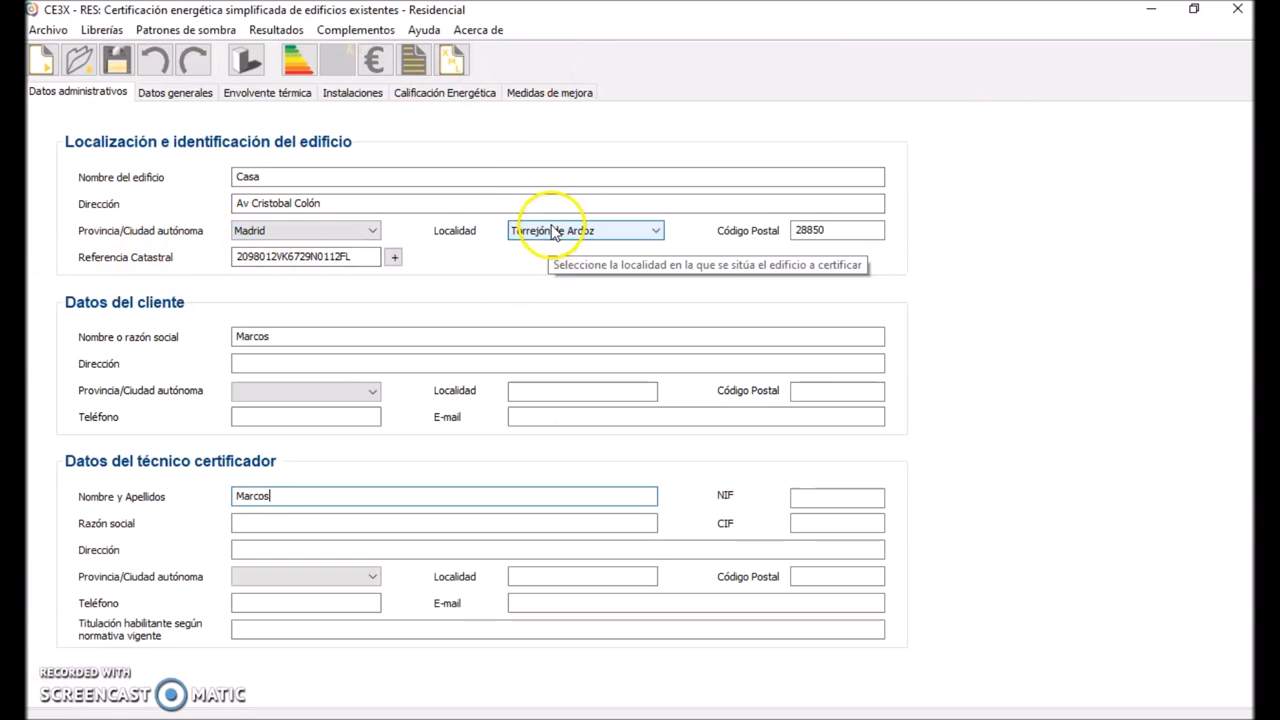 CE3X - RES: Certificación energética simplificada de edificios existentes - Residencial
Archivo Librerías Patrones de sombra Resultados Complementos Ayuda Acerca de
Datos administrativos Datos generales Envolvente térmica Instalaciones Calificación Energética Medidas de mejora
Localización e identificación del edificio
Nombre del edificio Casa
Dirección Av Cristobal Colón
Provincia/Ciudad autónoma Madrid Localidad Torrejón de Ardoz Código Postal 28850
Referencia Catastral 2098012VK6729N0112FL +
Seleccione la localidad en la que se sitúa el edificio a certificar
Datos del cliente
Nombre o razón social Marcos
Dirección
Provincia/Ciudad autónoma Localidad Código Postal
Teléfono E-mail
Datos del técnico certificador
Nombre y Apellidos Marcos NIF
Razón social CIF
Dirección
Provincia/Ciudad autónoma Localidad Código Postal
Teléfono E-mail
Titulación habilitante según
normativa vigente
RECORDED WITH
SCREENCAST MATIC